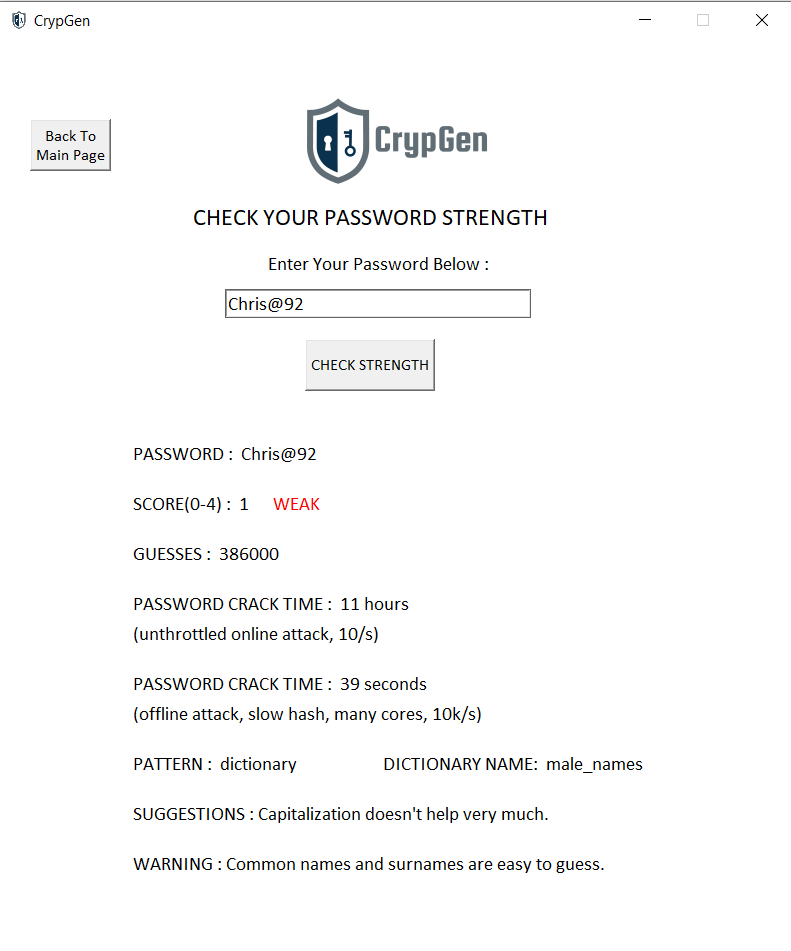 CrypGen
Back To
Main Page
CrypGen
CHECK YOUR PASSWORD STRENGTH
Enter Your Password Below :
Chris@92
CHECK STRENGTH
PASSWORD : Chris@92
SCORE(0-4) : 1 WEAK
GUESSES : 386000
PASSWORD CRACK TIME : 11 hours
(unthrottled online attack, 10/s)
PASSWORD CRACK TIME : 39 seconds
(offline attack, slow hash, many cores, 10k/s)
PATTERN : dictionary DICTIONARY NAME: male_names
SUGGESTIONS : Capitalization doesn't help very much.
WARNING : Common names and surnames are easy to guess.